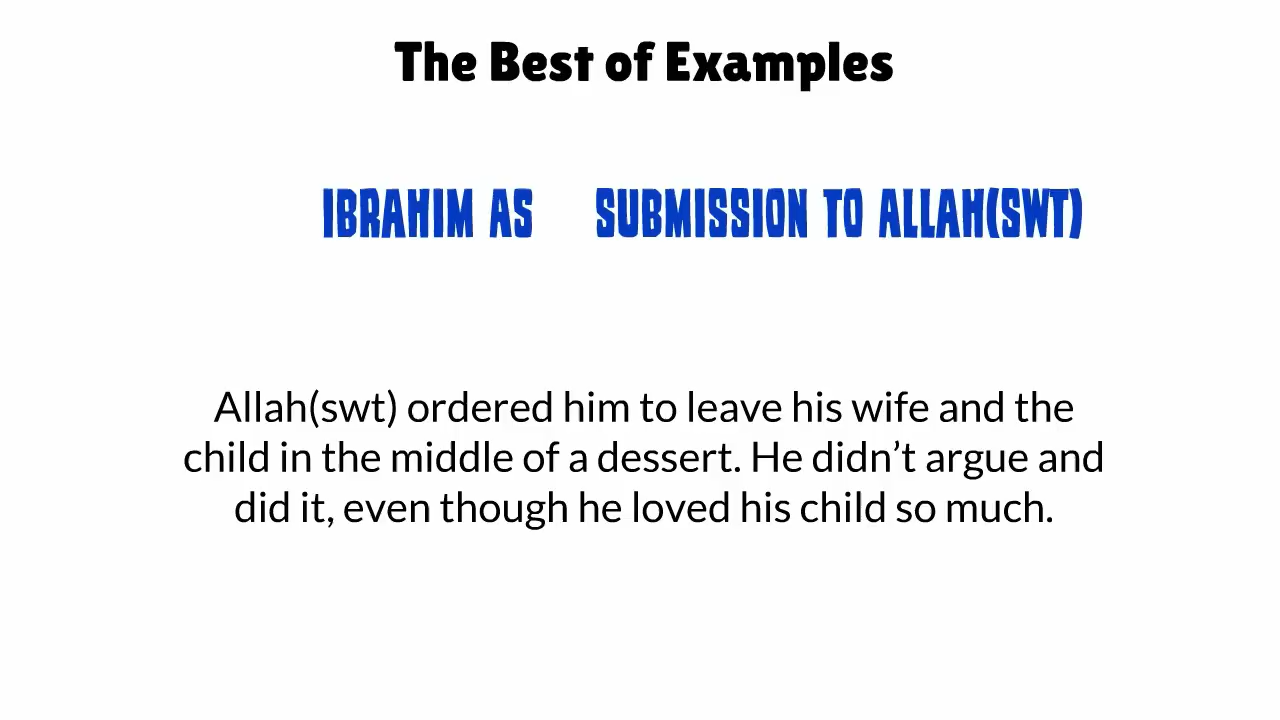 The Best of Examples
IBRAHIM AS SUBMISSION TO ALLAH(SWT)
Allah(swt) ordered him to leave his wife and the
child in the middle of a dessert. He didn’t argue and
did it, even though he loved his child so much.